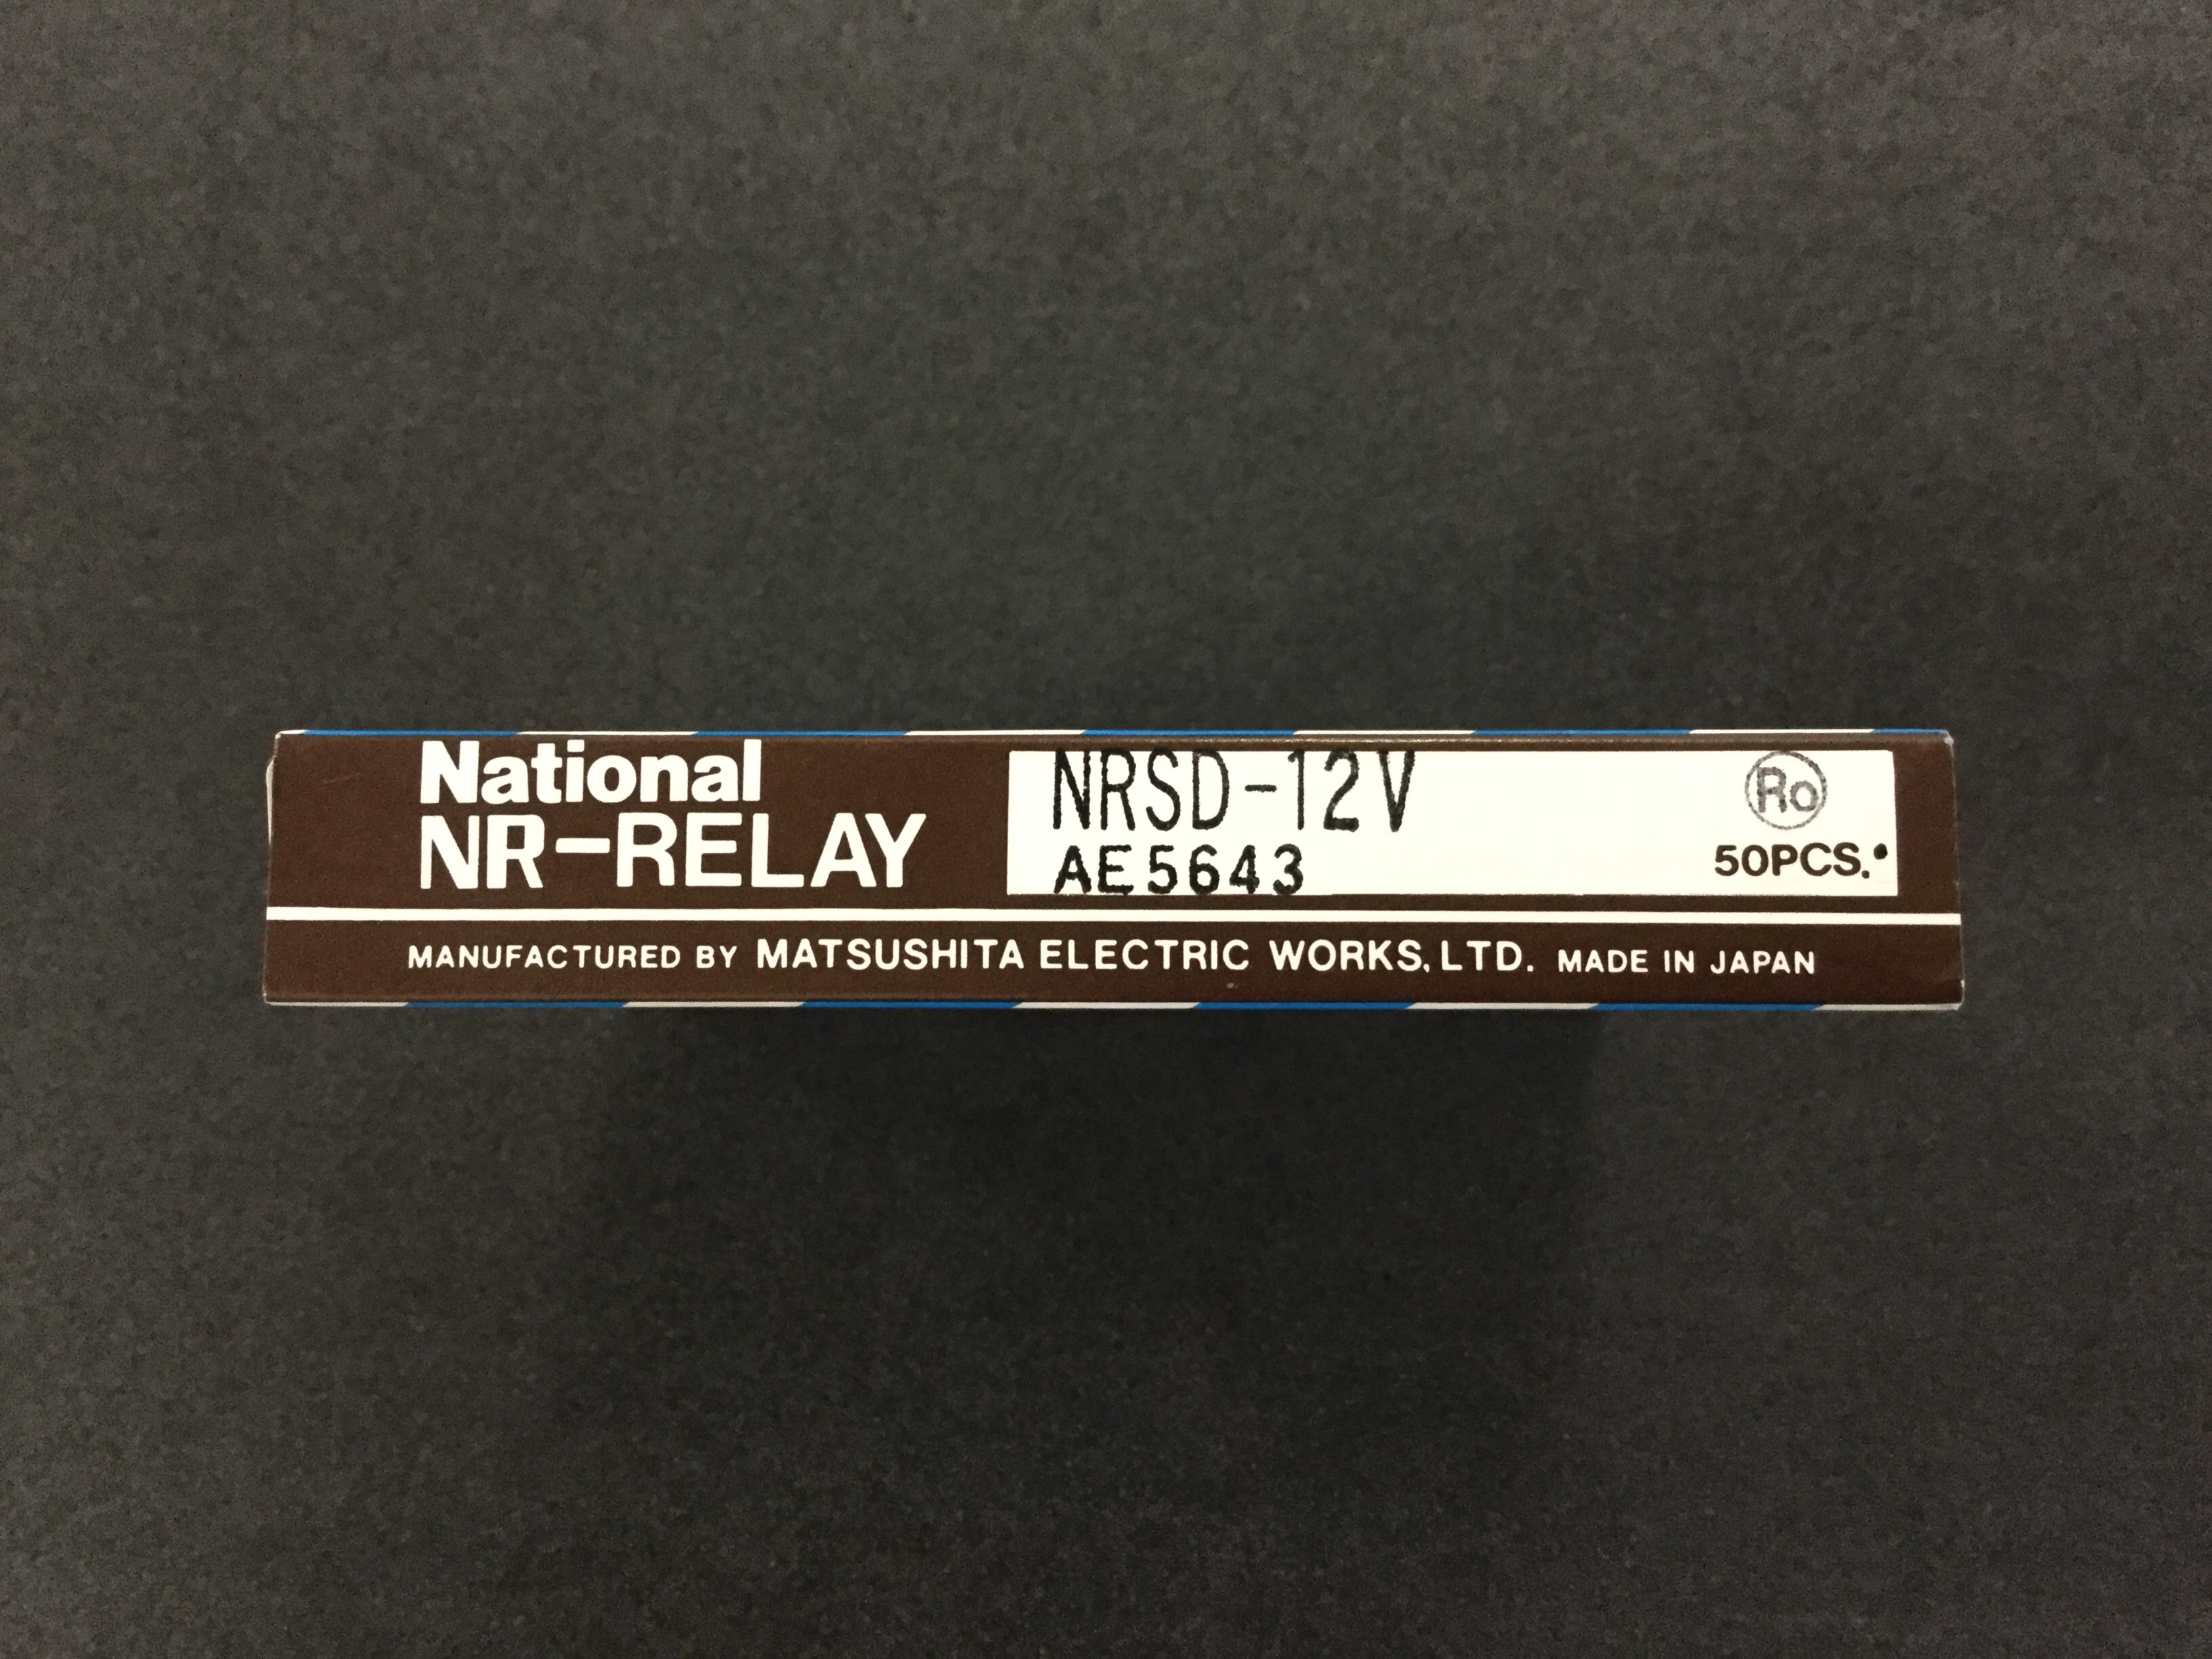 National
NR-RELAY
NRSD-12V
AE5643
Ro
50PCS.
MANUFACTURED BY MATSUSHITA ELECTRIC WORKS, LTD. MADE IN JAPAN